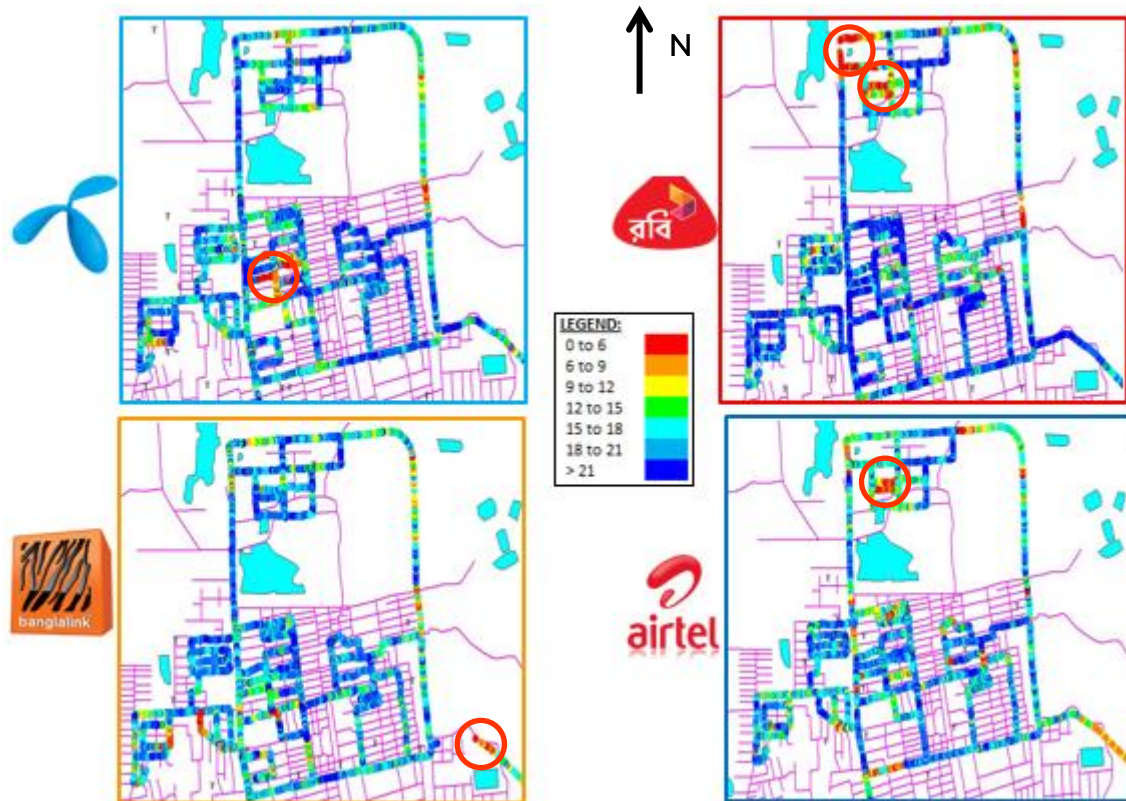 N
রবি
LEGEND:
0 to 6
6 to 9
9 to 12
12 to 15
15 to 18
18 to 21
> 21
banglalink
airtel